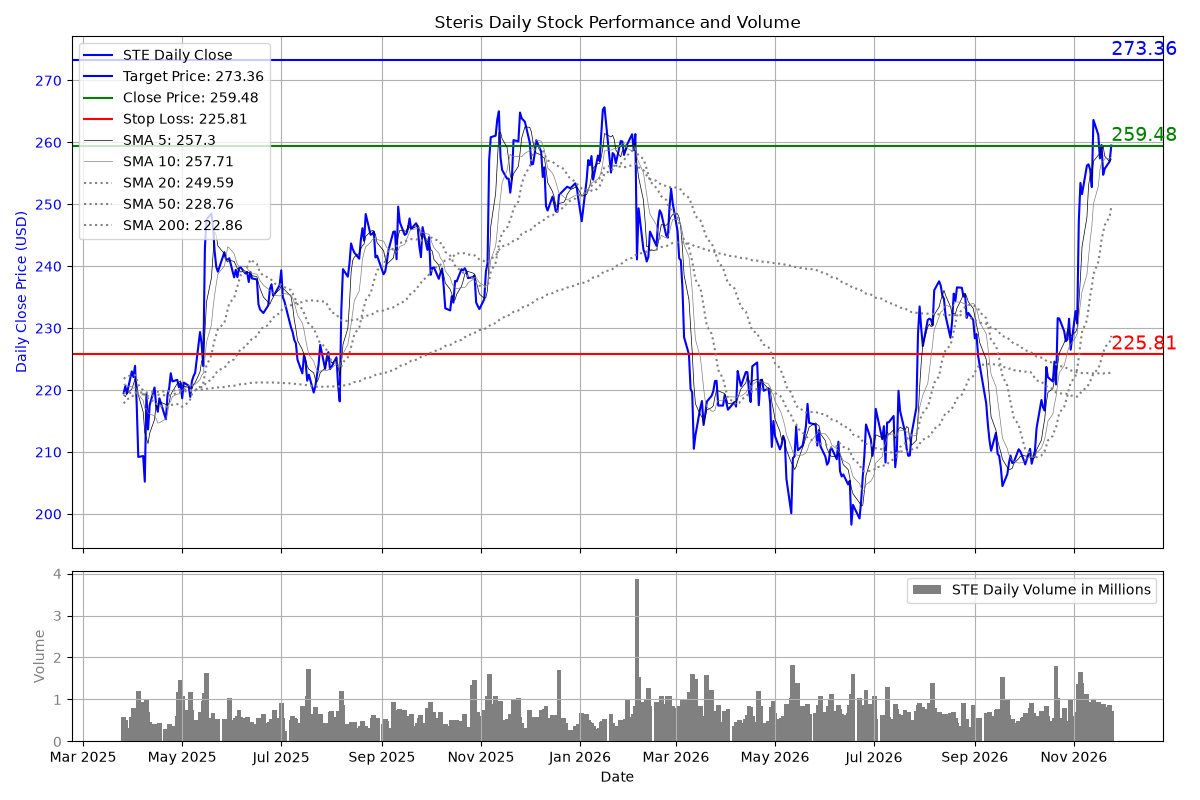 Steris Daily Stock Performance and Volume
STE Daily Close
Target Price: 273.36
Close Price: 259.48
Stop Loss: 225.81
SMA 5: 257.3
SMA 10: 257.71
SMA 20: 249.59
SMA 50: 228.76
SMA 200: 222.86
273.36
259.48
225.81
270
260
250
240
230
220
210
200
Daily Close Price (USD)
STE Daily Volume in Millions
4
3
2
1
0
Volume
Mar 2025 May 2025 Jul 2025 Sep 2025 Nov 2025 Jan 2026 Mar 2026 May 2026 Jul 2026 Sep 2026 Nov 2026
Date